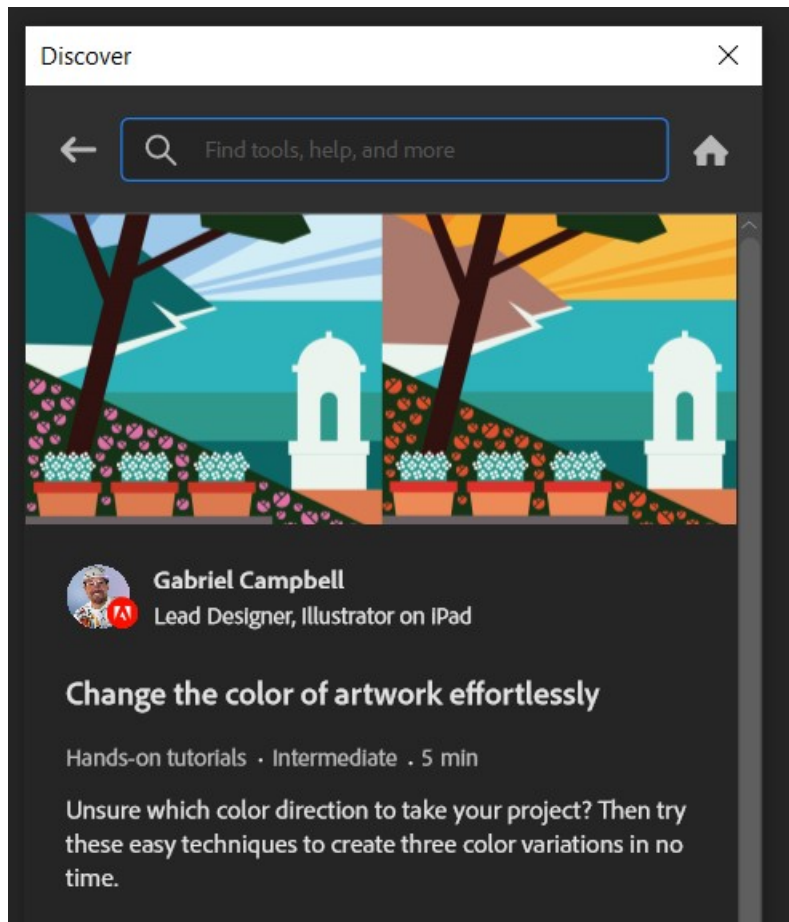 Discover
Find tools, help, and more
Gabriel Campbell
Lead Designer, Illustrator on iPad
Change the color of artwork effortlessly
Hands-on tutorials · Intermediate . 5 min
Unsure which color direction to take your project? Then try
these easy techniques to create three color variations in no
time.